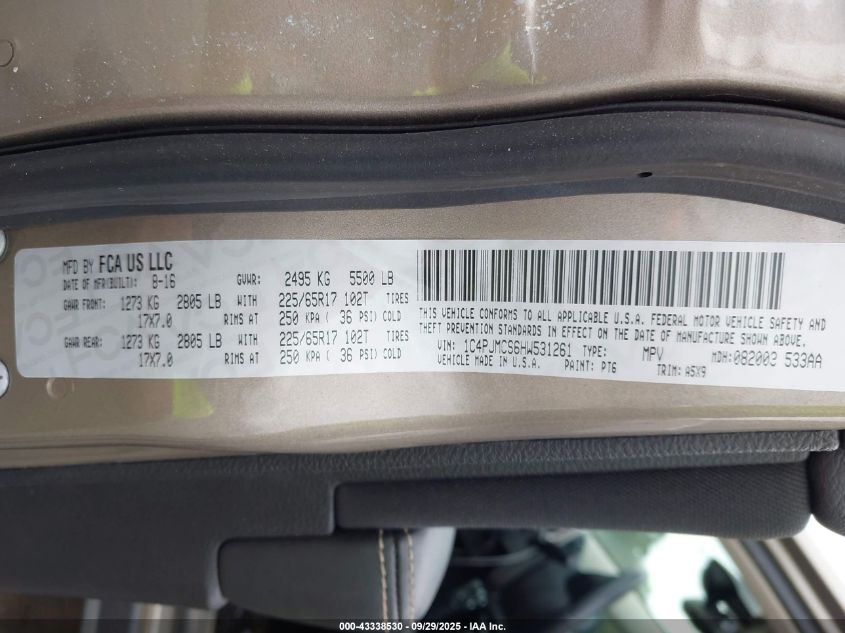 MFD BY FCA US LLC
DATE OF MFR(BUILT): 8-16 GVWR: 2495 KG 5500 LB
GAWR FRONT: 1273 KG 2805 LB WITH 225/65R17 102T TIRES
17X7.0 RIMS AT 250 KPA ( 36 PSI) COLD
GAWR REAR: 1273 KG 2805 LB WITH 225/65R17 102T TIRES
17X7.0 RIMS AT 250 KPA ( 36 PSI) COLD
THIS VEHICLE CONFORMS TO ALL APPLICABLE U.S.A. FEDERAL MOTOR VEHICLE SAFETY AND
THEFT PREVENTION STANDARDS IN EFFECT ON THE DATE OF MANUFACTURE SHOWN ABOVE.
VIN: 1C4PJMCS6HW531261 TYPE: MPV MDH: 082002 533AA
VEHICLE MADE IN U.S.A. PAINT: PTG TRIM: A5X9
000-43338530 - 09/29/2025 - IAA, Inc.